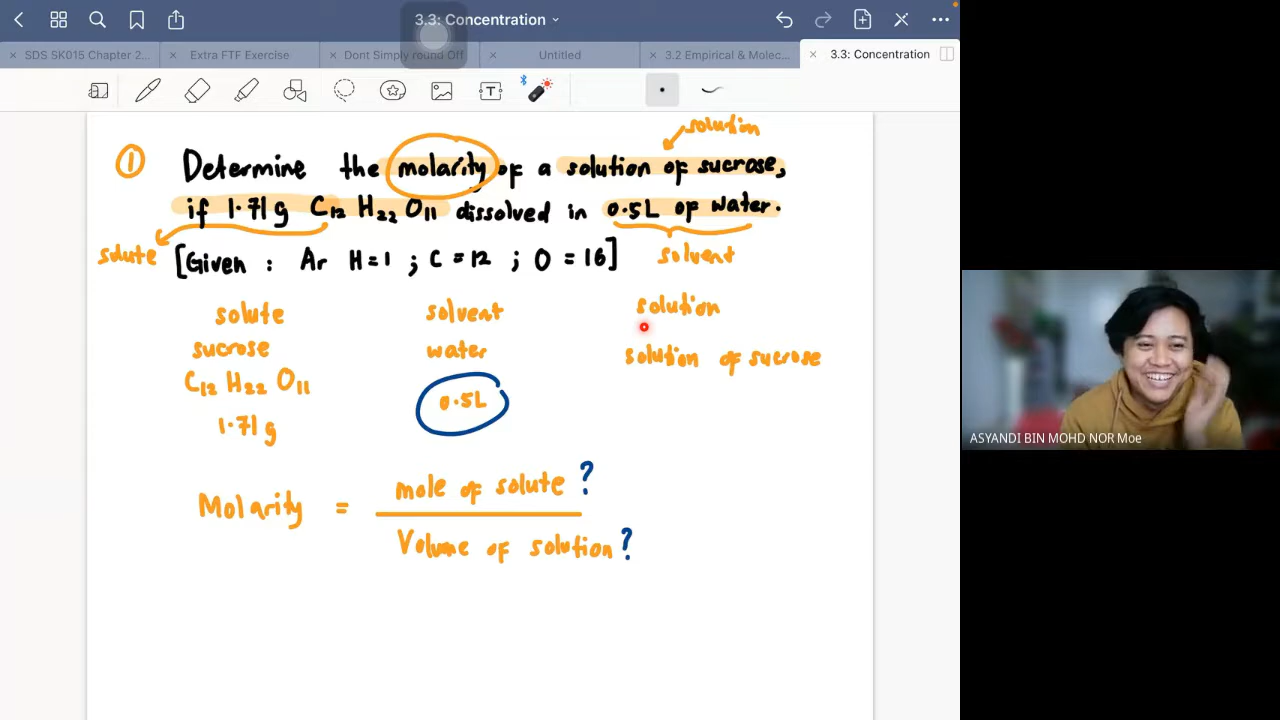 3.3: Concentration
SDS SK015 Chapter 2...
Extra FTF Exercise
Dont Simply round Off
Untitled
3.2 Empirical & Molec...
3.3: Concentration
T
solution
① Determine the molarity of a solution of sucrose,
if 1.71 g C12 H22 O11 dissolved in 0.5L of water.
solute
solvent
[Given : Ar H=1 ; C=12 ; O=16]
solute solvent solution
sucrose water solution of sucrose
C12 H22 O11
0.5L
1.71 g
mole of solute ?
Molarity =
Volume of solution ?
ASYANDI BIN MOHD NOR Moe